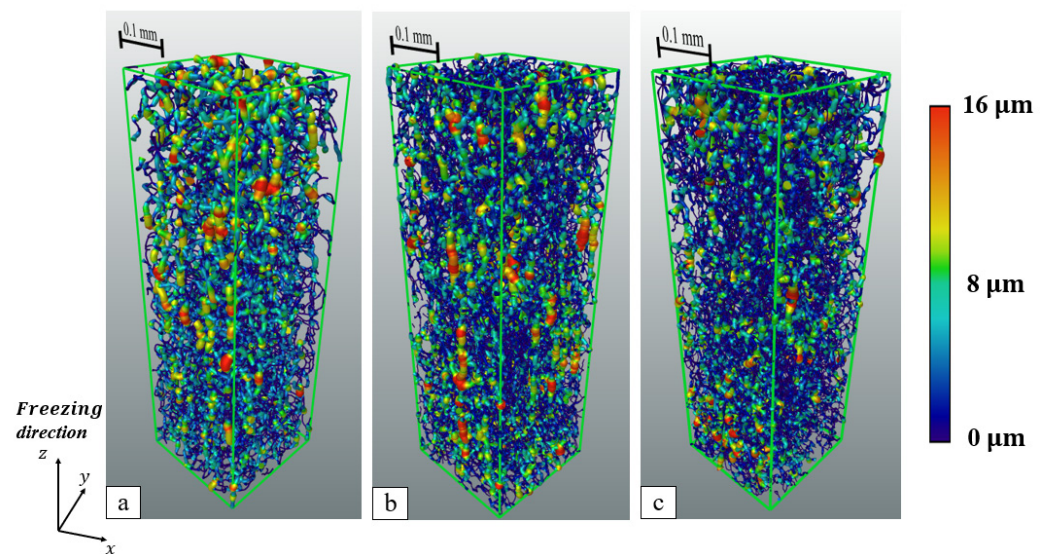 0.1 mm
0.1 mm
0.1 mm
16 μm
8 μm
0 μm
Freezing
direction
z
y
x
a
b
c